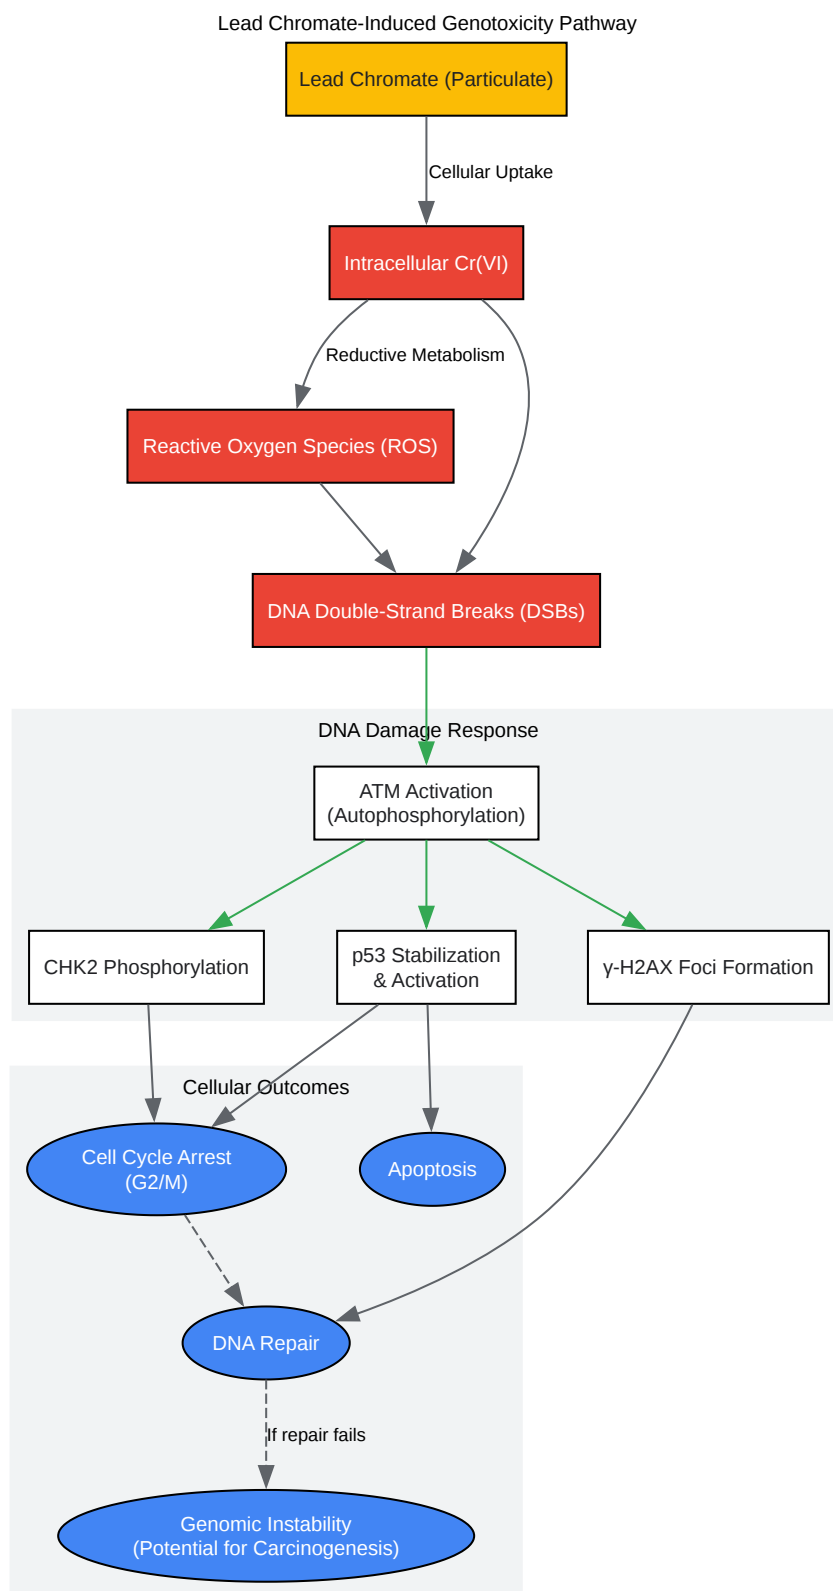 Lead Chromate-Induced Genotoxicity Pathway
Lead Chromate (Particulate)
Cellular Uptake
Intracellular Cr(VI)
Reductive Metabolism
Reactive Oxygen Species (ROS)
DNA Double-Strand Breaks (DSBs)
DNA Damage Response
ATM Activation
(Autophosphorylation)
CHK2 Phosphorylation
p53 Stabilization
& Activation
γ-H2AX Foci Formation
Cellular Outcomes
Cell Cycle Arrest
(G2/M)
Apoptosis
DNA Repair
If repair fails
Genomic Instability
(Potential for Carcinogenesis)